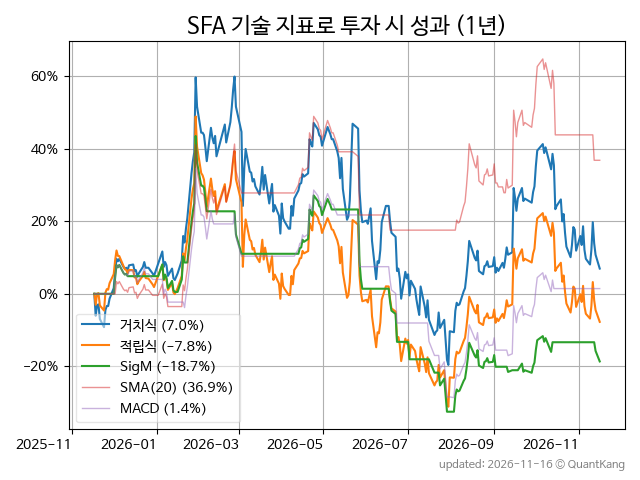 SFA 기술 지표로 투자 시 성과 (1년)
60%
40%
20%
0%
−20%
거치식 (7.0%)
적립식 (−7.8%)
SigM (−18.7%)
SMA(20) (36.9%)
MACD (1.4%)
2025-11 2026-01 2026-03 2026-05 2026-07 2026-09 2026-11
updated: 2026-11-16 ⓒ QuantKang